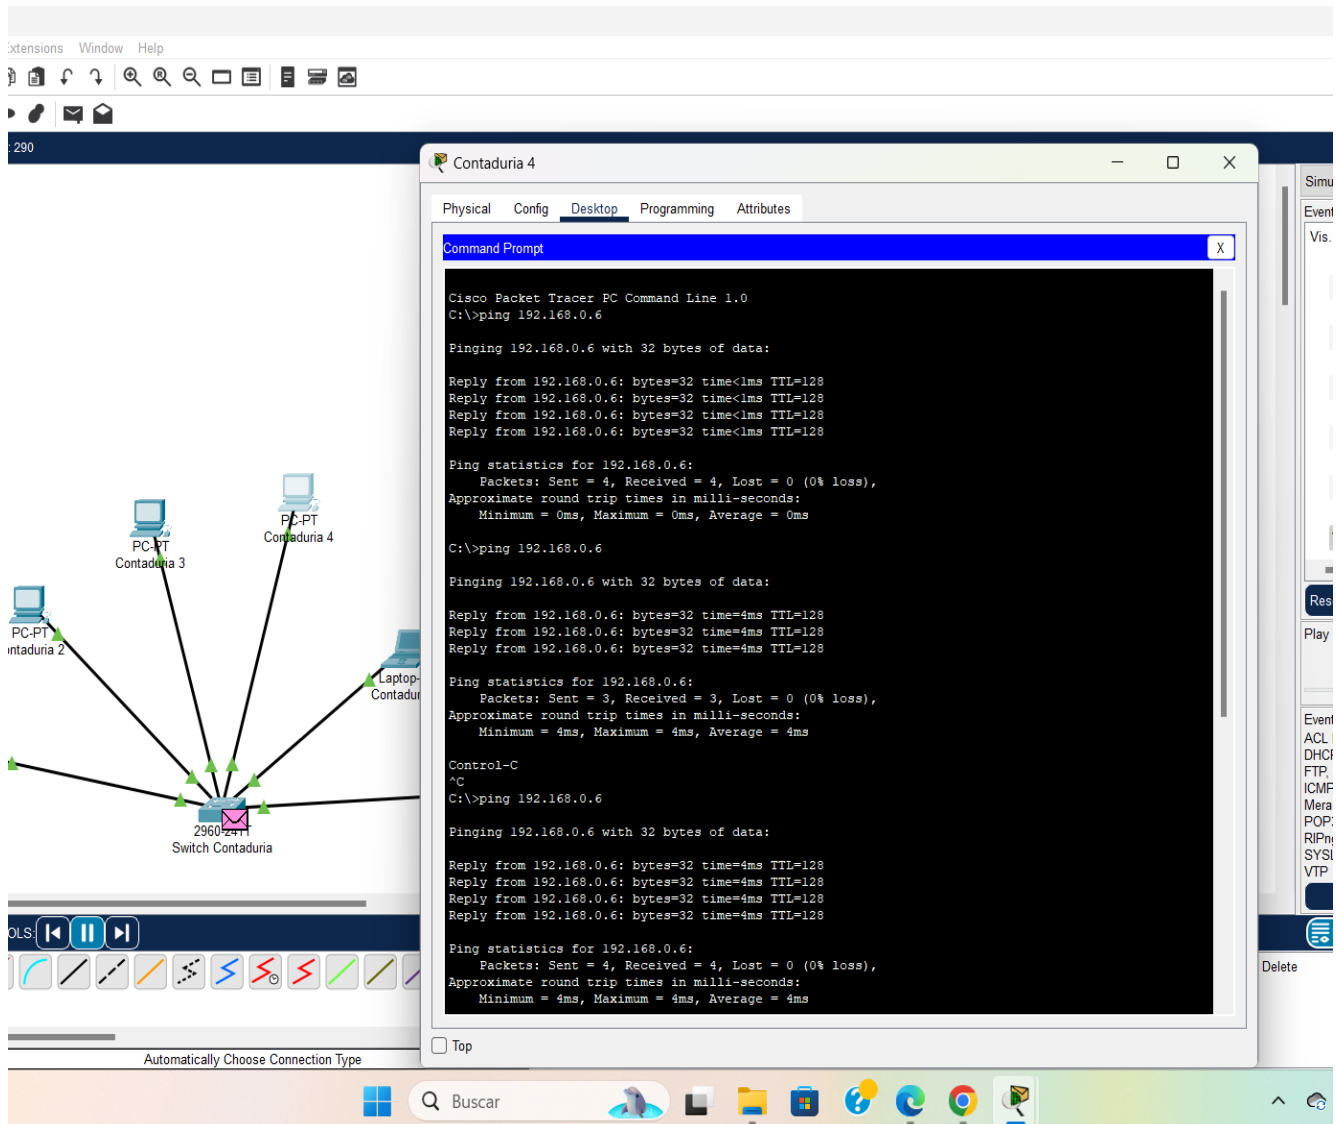 Extensions Window Help
: 290
Contaduria 4
Physical Config Desktop Programming Attributes
Command Prompt
X
Cisco Packet Tracer PC Command Line 1.0
C:\>ping 192.168.0.6
Pinging 192.168.0.6 with 32 bytes of data:
Reply from 192.168.0.6: bytes=32 time<1ms TTL=128
Reply from 192.168.0.6: bytes=32 time<1ms TTL=128
Reply from 192.168.0.6: bytes=32 time<1ms TTL=128
Reply from 192.168.0.6: bytes=32 time<1ms TTL=128
Ping statistics for 192.168.0.6:
Packets: Sent = 4, Received = 4, Lost = 0 (0% loss),
Approximate round trip times in milli-seconds:
Minimum = 0ms, Maximum = 0ms, Average = 0ms
C:\>ping 192.168.0.6
Pinging 192.168.0.6 with 32 bytes of data:
Reply from 192.168.0.6: bytes=32 time=4ms TTL=128
Reply from 192.168.0.6: bytes=32 time=4ms TTL=128
Reply from 192.168.0.6: bytes=32 time=4ms TTL=128
Ping statistics for 192.168.0.6:
Packets: Sent = 3, Received = 3, Lost = 0 (0% loss),
Approximate round trip times in milli-seconds:
Minimum = 4ms, Maximum = 4ms, Average = 4ms
Control-C
^C
C:\>ping 192.168.0.6
Pinging 192.168.0.6 with 32 bytes of data:
Reply from 192.168.0.6: bytes=32 time=4ms TTL=128
Reply from 192.168.0.6: bytes=32 time=4ms TTL=128
Reply from 192.168.0.6: bytes=32 time=4ms TTL=128
Reply from 192.168.0.6: bytes=32 time=4ms TTL=128
Ping statistics for 192.168.0.6:
Packets: Sent = 4, Received = 4, Lost = 0 (0% loss),
Approximate round trip times in milli-seconds:
Minimum = 4ms, Maximum = 4ms, Average = 4ms
Top
PC-PT
Contaduria 4
PC-PT
Contaduria 3
PC-PT
ontaduria 2
Laptop-
Contadur
2960-24TT
Switch Contaduria
OLS:
Automatically Choose Connection Type
Simu
Event
Vis.
Res
Play
Event
ACL
DHCP
FTP,
ICMP
Mera
POP3
RIPng
SYSL
VTP
Delete
Buscar